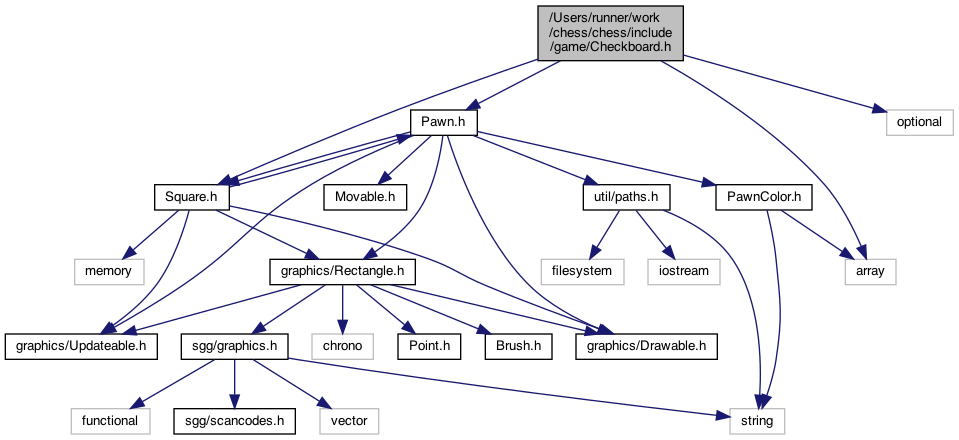 /Users/runner/work
/chess/chess/include
/game/Checkboard.h
Pawn.h
optional
Square.h
Movable.h
util/paths.h
PawnColor.h
memory
graphics/Rectangle.h
filesystem
iostream
array
graphics/Updateable.h
sgg/graphics.h
chrono
Point.h
Brush.h
graphics/Drawable.h
functional
sgg/scancodes.h
vector
string